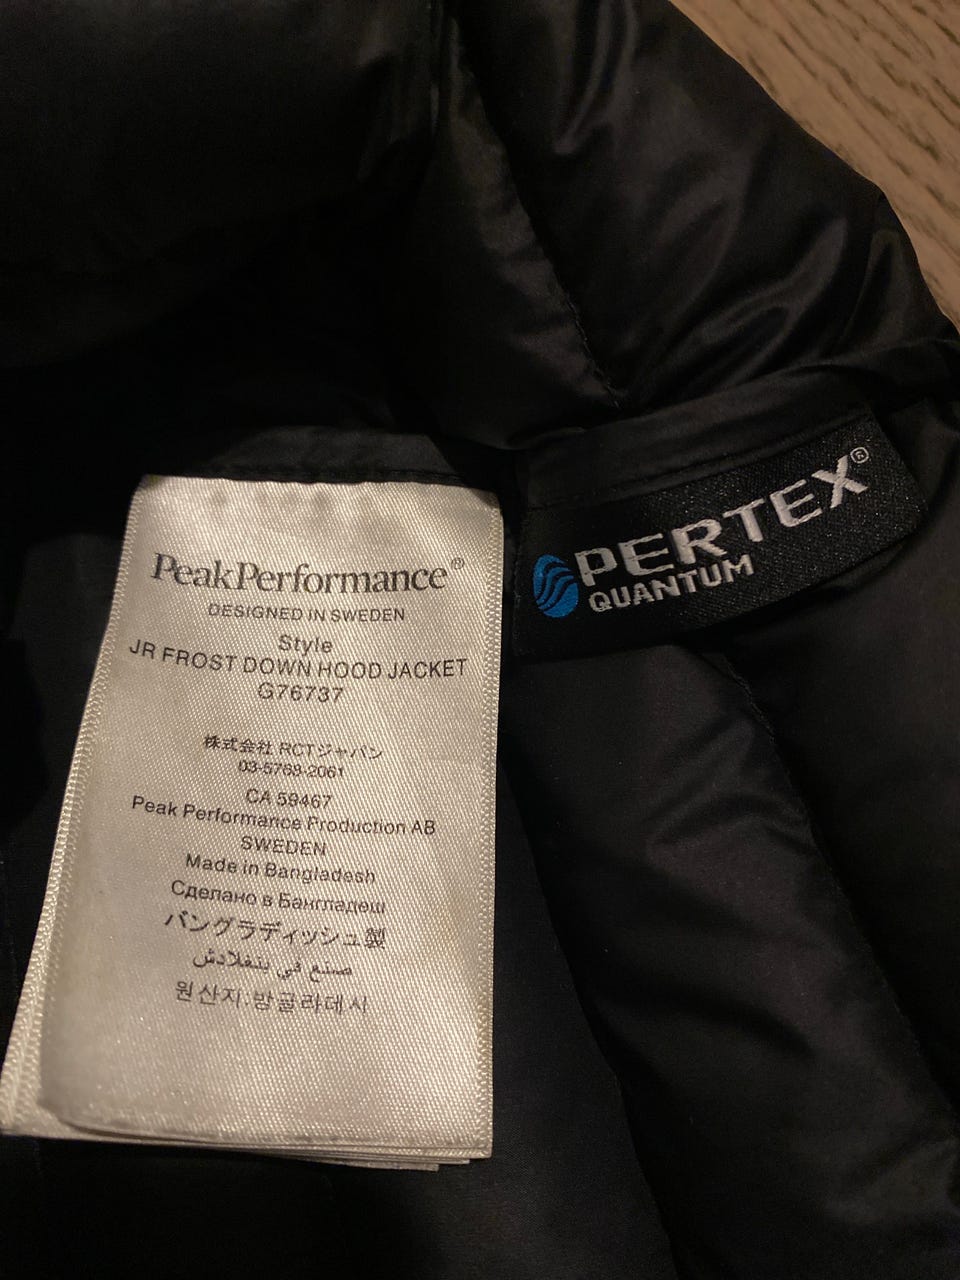 PeakPerformance®
DESIGNED IN SWEDEN
Style
JR FROST DOWN HOOD JACKET
G76737
株式会社 RCTジャパン
03-5768-2061
CA 59467
Peak Performance Production AB
SWEDEN
Made in Bangladesh
Сделано в Бангладеш
バングラディッシュ製
صنع في بنغلادش
원산지:방글라데시
PERTEX®
QUANTUM